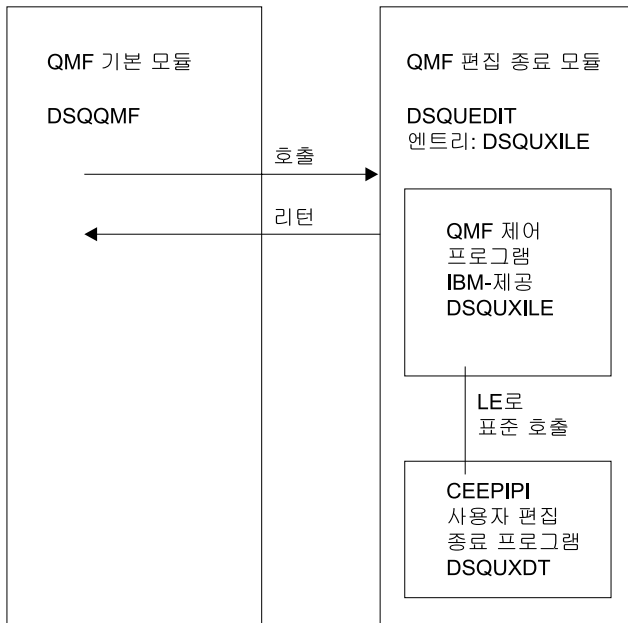 QMF 기본 모듈
DSQQMF
호출
리턴
QMF 편집 종료 모듈
DSQUEDIT
엔트리: DSQUXILE
QMF 제어
프로그램
IBM-제공
DSQUXILE
LE로
표준 호출
CEEPIPI
사용자 편집
종료 프로그램
DSQUXDT